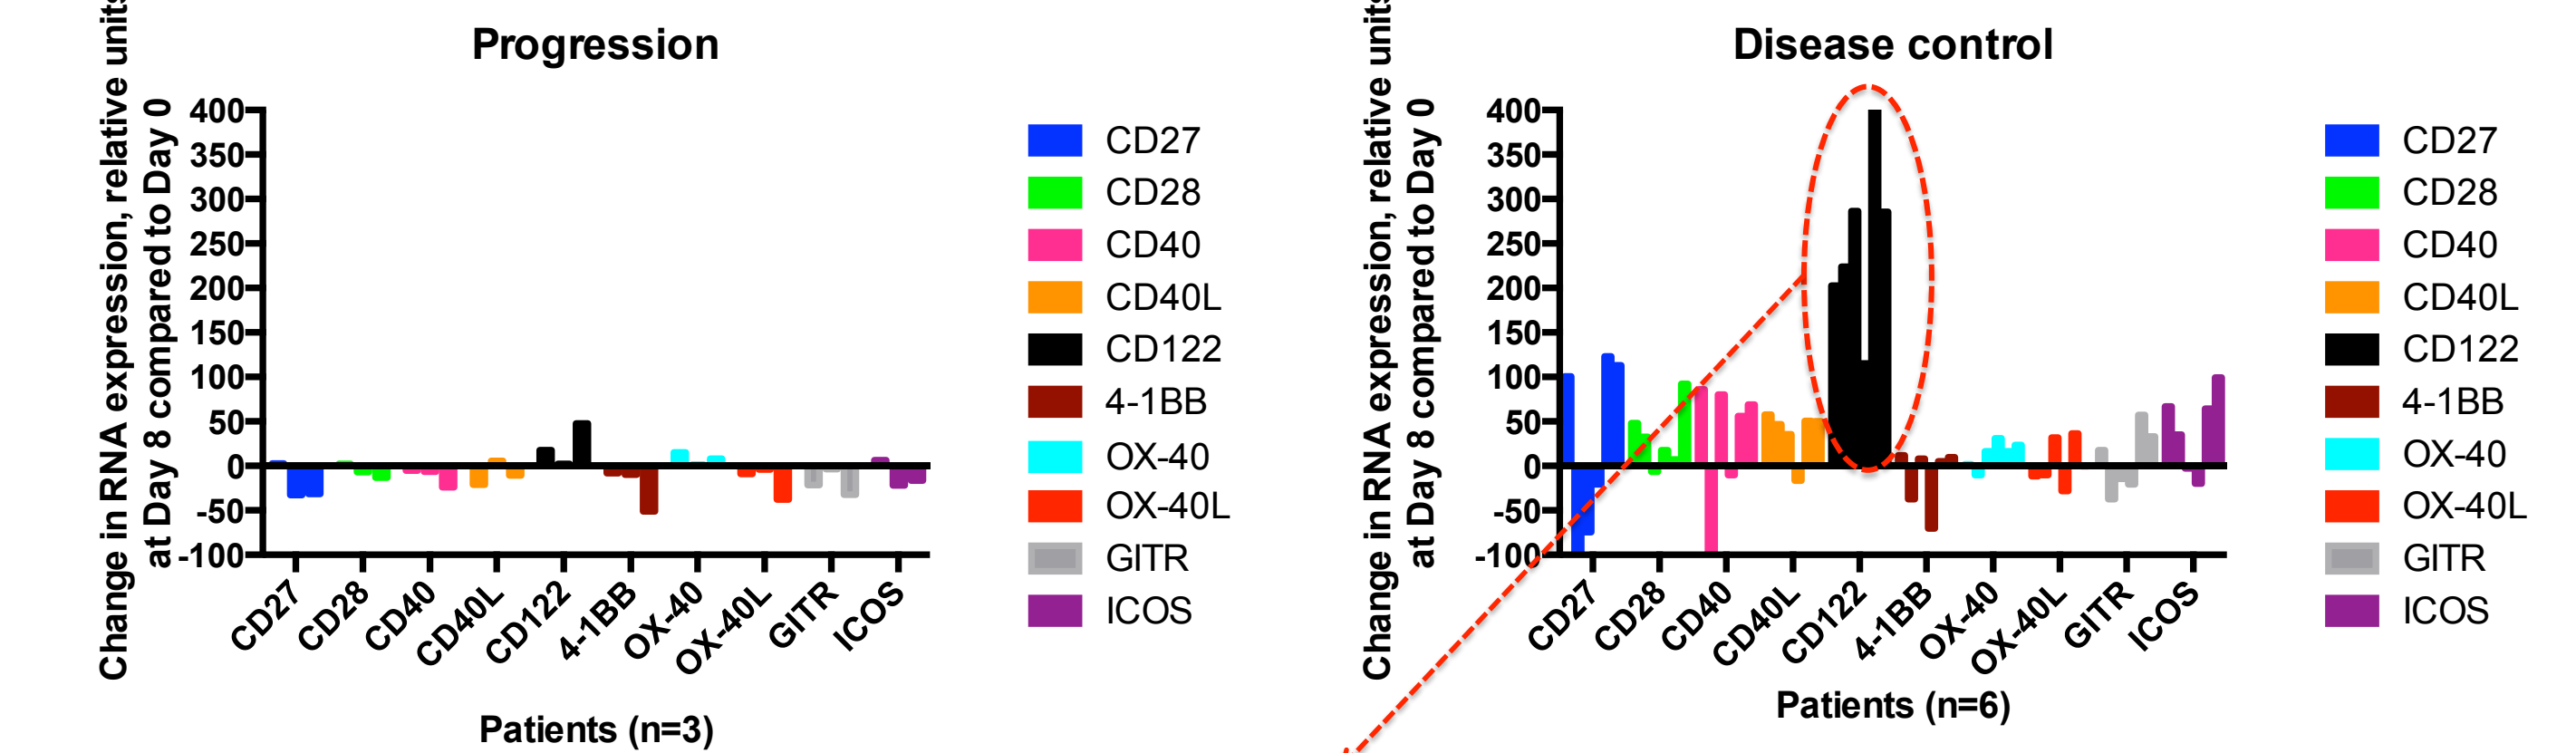 Progression
Change in RNA expression, relative units
at Day 8 compared to Day 0
400
350
300
250
200
150
100
50
0
-50
-100
CD27
CD28
CD40
CD40L
CD122
4-1BB
OX-40
OX-40L
GITR
ICOS
Patients (n=3)
CD27
CD28
CD40
CD40L
CD122
4-1BB
OX-40
OX-40L
GITR
ICOS
Disease control
Change in RNA expression, relative units
at Day 8 compared to Day 0
400
350
300
250
200
150
100
50
0
-50
-100
CD27
CD28
CD40
CD40L
CD122
4-1BB
OX-40
OX-40L
GITR
ICOS
Patients (n=6)
CD27
CD28
CD40
CD40L
CD122
4-1BB
OX-40
OX-40L
GITR
ICOS